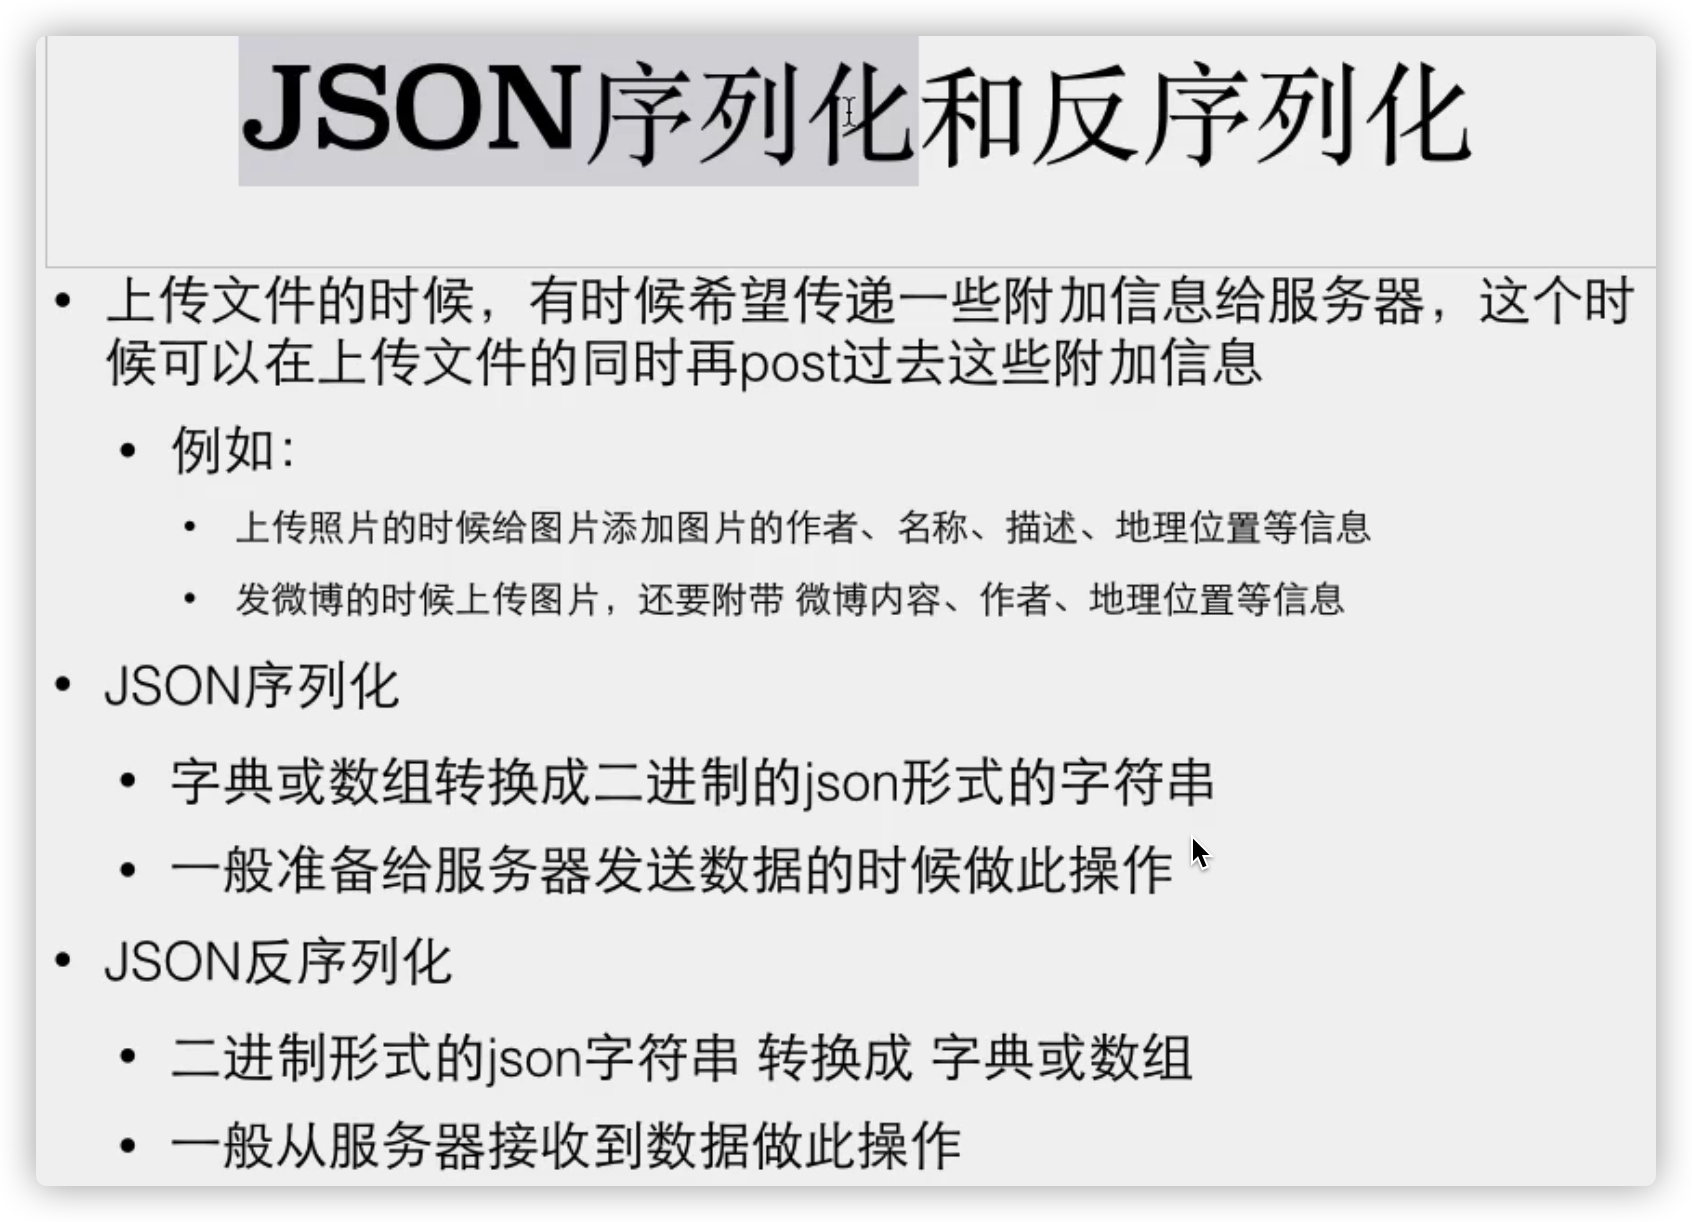 JSON序列化和反序列化
• 上传文件的时候，有时候希望传递一些附加信息给服务器，这个时
候可以在上传文件的同时再post过去这些附加信息
• 例如：
• 上传照片的时候给图片添加图片的作者、名称、描述、地理位置等信息
• 发微博的时候上传图片，还要附带 微博内容、作者、地理位置等信息
• JSON序列化
• 字典或数组转换成二进制的json形式的字符串
• 一般准备给服务器发送数据的时候做此操作
• JSON反序列化
• 二进制形式的json字符串 转换成 字典或数组
• 一般从服务器接收到数据做此操作